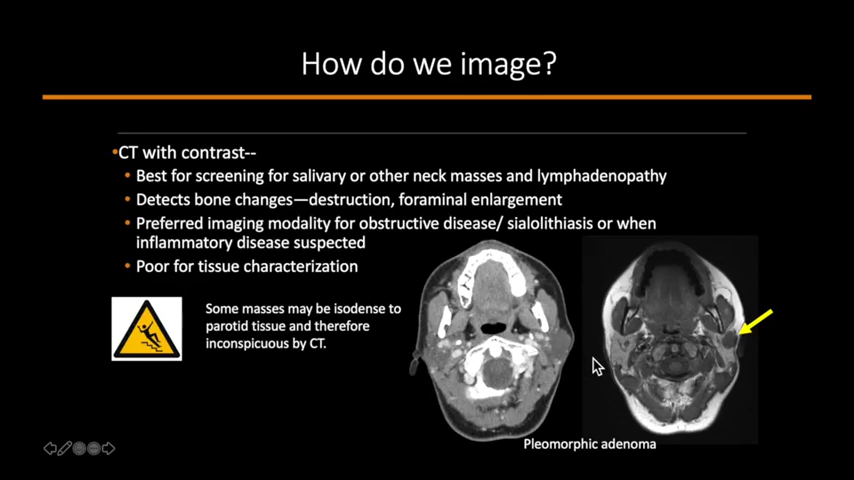 How do we image?
•CT with contrast--
• Best for screening for salivary or other neck masses and lymphadenopathy
• Detects bone changes—destruction, foraminal enlargement
• Preferred imaging modality for obstructive disease/ sialolithiasis or when
inflammatory disease suspected
• Poor for tissue characterization
Some masses may be isodense to
parotid tissue and therefore
inconspicuous by CT.
Pleomorphic adenoma